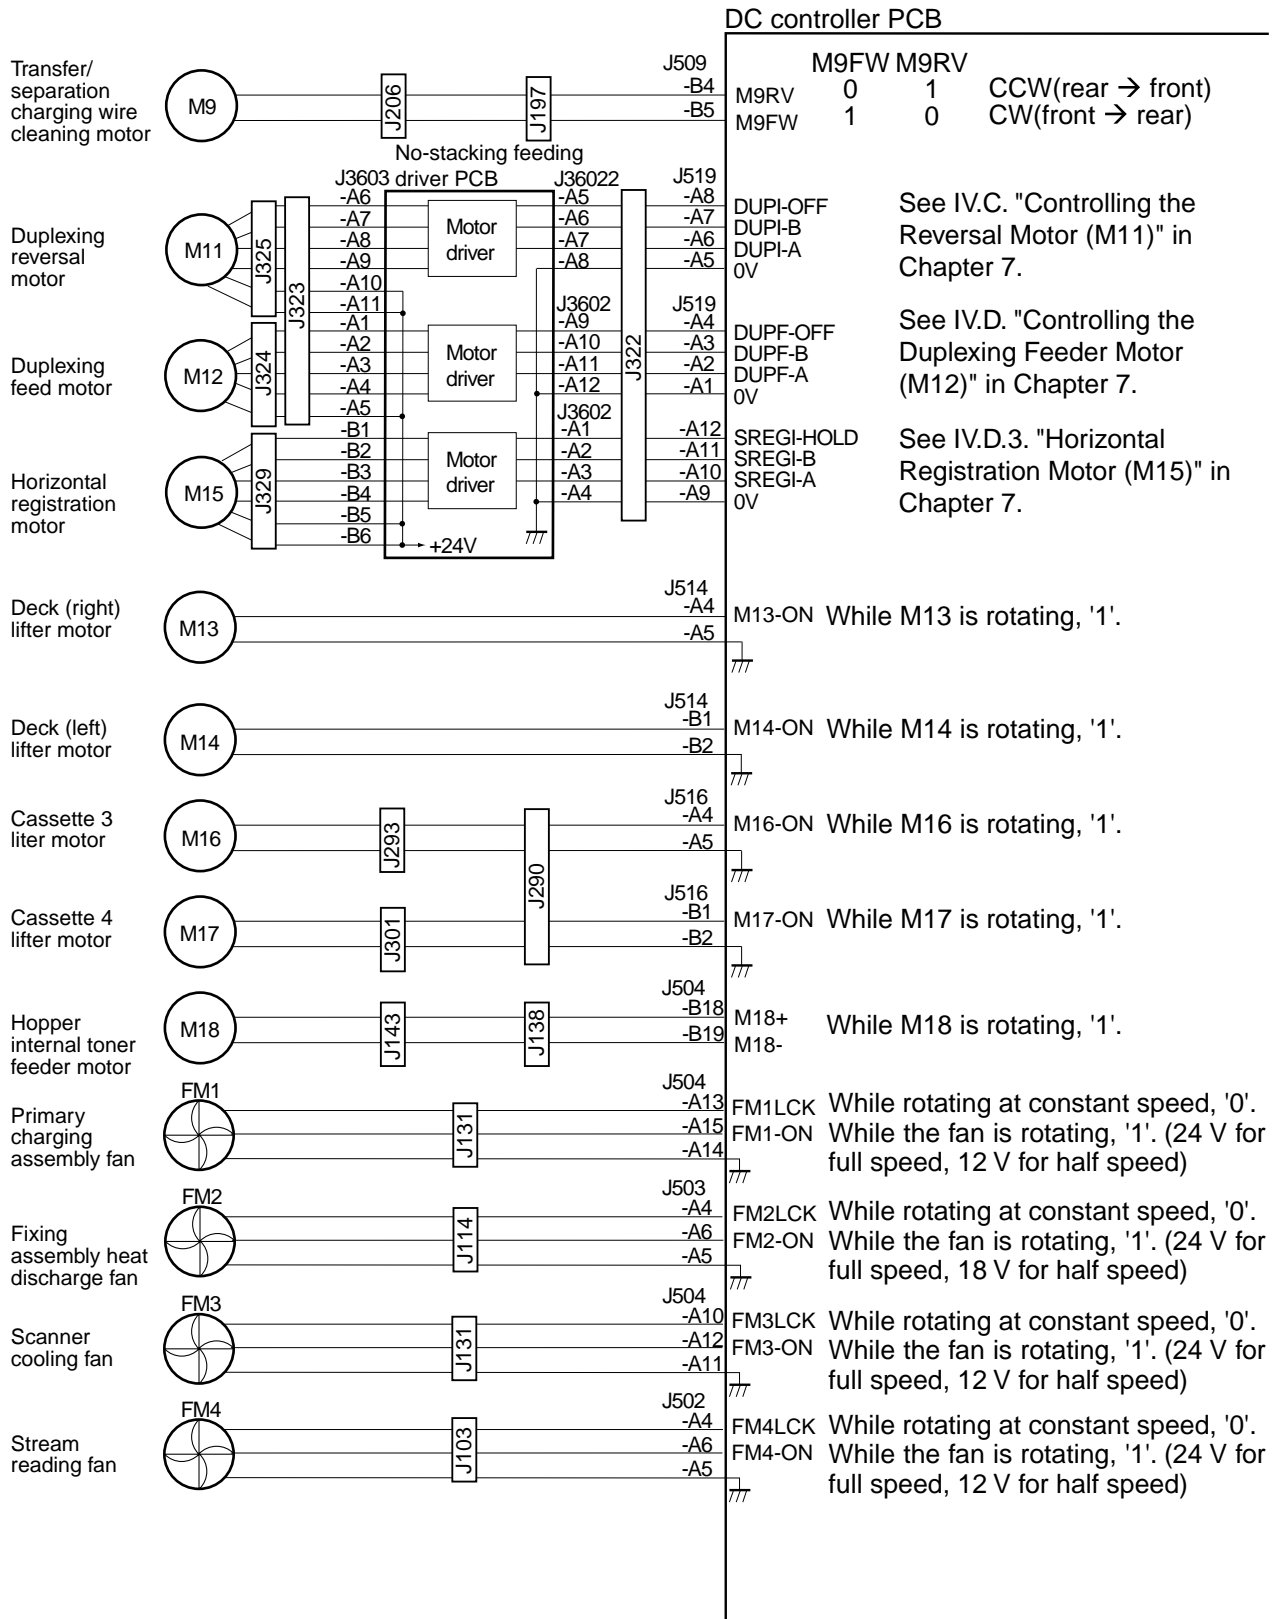 DC controller PCB
Transfer/
separation
charging wire
cleaning motor
M9
J206
J197
J509
-B4
-B5
M9RV
M9FW
M9FW M9RV
0 1 CCW(rear → front)
1 0 CW(front → rear)
No-stacking feeding
driver PCB
J3603
J36022
J519
Duplexing
reversal
motor
M11
J325
J323
-A6
-A7
-A8
-A9
-A10
-A11
Motor
driver
-A5
-A6
-A7
-A8
J322
-A8
-A7
-A6
-A5
DUPI-OFF
DUPI-B
DUPI-A
0V
See IV.C. "Controlling the
Reversal Motor (M11)" in
Chapter 7.
Duplexing
feed motor
M12
J324
-A1
-A2
-A3
-A4
-A5
Motor
driver
J3602
-A9
-A10
-A11
-A12
J519
-A4
-A3
-A2
-A1
DUPF-OFF
DUPF-B
DUPF-A
0V
See IV.D. "Controlling the
Duplexing Feeder Motor
(M12)" in Chapter 7.
Horizontal
registration
motor
M15
J329
-B1
-B2
-B3
-B4
-B5
-B6
Motor
driver
+24V
J3602
-A1
-A2
-A3
-A4
-A12
-A11
-A10
-A9
SREGI-HOLD
SREGI-B
SREGI-A
0V
See IV.D.3. "Horizontal
Registration Motor (M15)" in
Chapter 7.
Deck (right)
lifter motor
M13
J514
-A4
-A5
M13-ON While M13 is rotating, '1'.
Deck (left)
lifter motor
M14
J514
-B1
-B2
M14-ON While M14 is rotating, '1'.
Cassette 3
liter motor
M16
J293
J290
J516
-A4
-A5
M16-ON While M16 is rotating, '1'.
Cassette 4
lifter motor
M17
J301
J516
-B1
-B2
M17-ON While M17 is rotating, '1'.
Hopper
internal toner
feeder motor
M18
J143
J138
J504
-B18
-B19
M18+
M18-
While M18 is rotating, '1'.
Primary
charging
assembly fan
FM1
J131
J504
-A13
-A15
-A14
FM1LCK While rotating at constant speed, '0'.
FM1-ON While the fan is rotating, '1'. (24 V for
full speed, 12 V for half speed)
Fixing
assembly heat
discharge fan
FM2
J114
J503
-A4
-A6
-A5
FM2LCK While rotating at constant speed, '0'.
FM2-ON While the fan is rotating, '1'. (24 V for
full speed, 18 V for half speed)
Scanner
cooling fan
FM3
J131
J504
-A10
-A12
-A11
FM3LCK While rotating at constant speed, '0'.
FM3-ON While the fan is rotating, '1'. (24 V for
full speed, 12 V for half speed)
Stream
reading fan
FM4
J103
J502
-A4
-A6
-A5
FM4LCK While rotating at constant speed, '0'.
FM4-ON While the fan is rotating, '1'. (24 V for
full speed, 12 V for half speed)